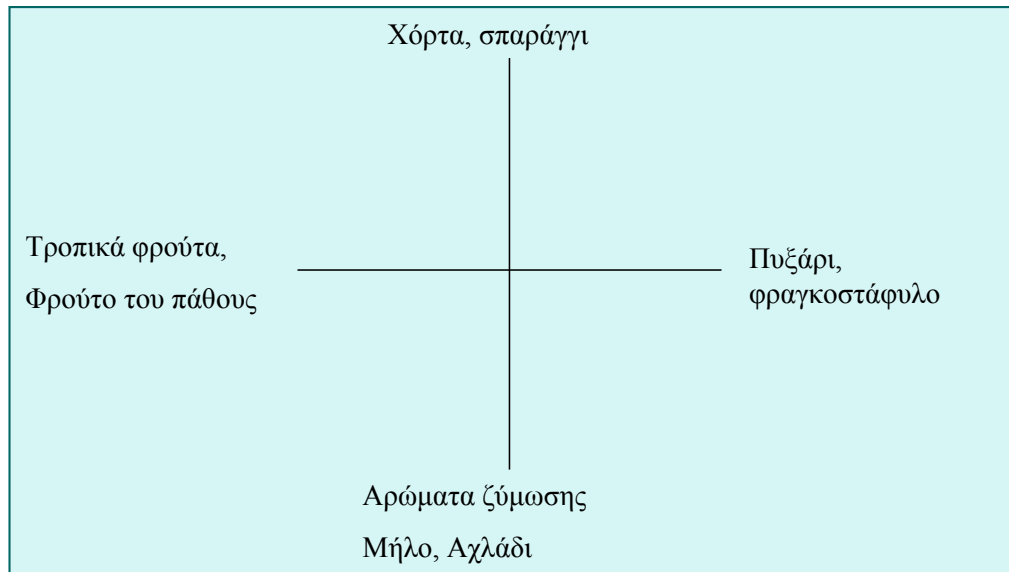 Χόρτα, σπαράγγι
Τροπικά φρούτα,
Φρούτο του πάθους
Πυξάρι,
φραγκοστάφυλο
Αρώματα ζύμωσης
Μήλο, Αχλάδι